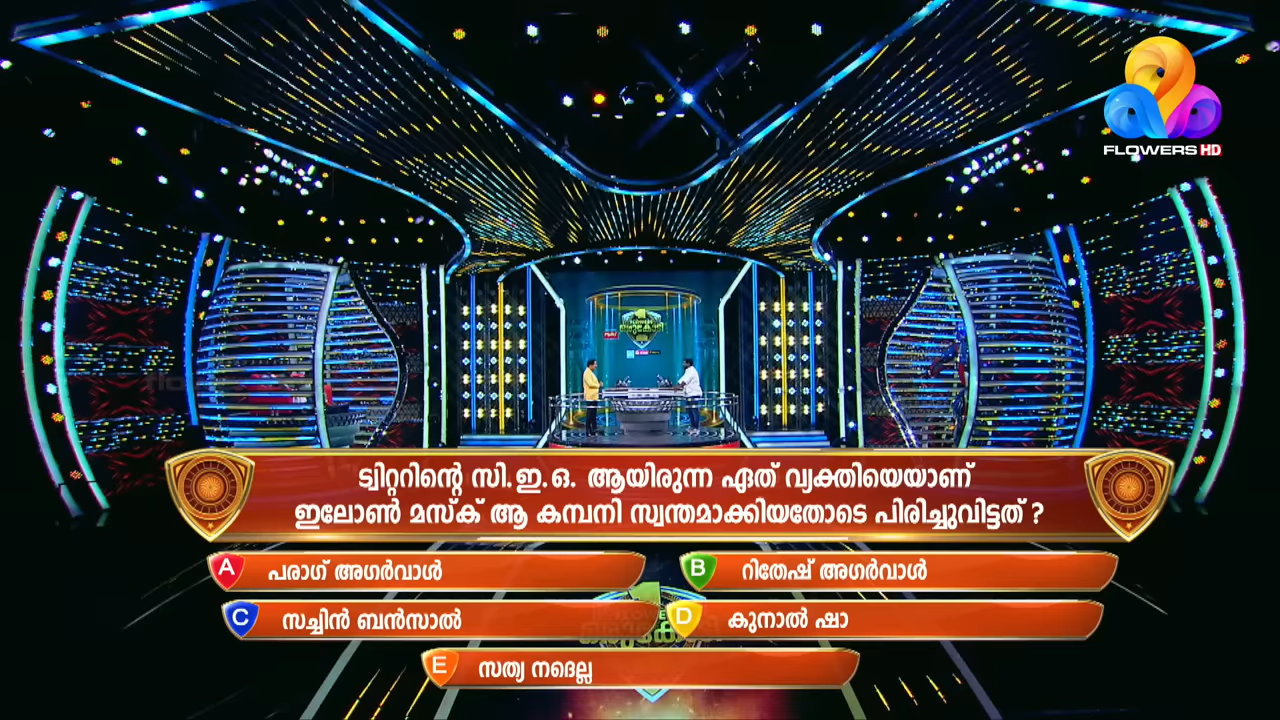 FLOWERS HD
ട്വിറ്ററിന്റെ സി.ഇ.ഒ. ആയിരുന്ന ഏത് വ്യക്തിയെയാണ്
ഇലോൺ മസ്ക് ആ കമ്പനി സ്വന്തമാക്കിയതോടെ പിരിച്ചുവിട്ടത് ?
A പരാഗ് അഗർവാൾ
B റിതേഷ് അഗർവാൾ
C സച്ചിൻ ബൻസാൽ
D കുനാൽ ഷാ
E സത്യ നദെല്ല